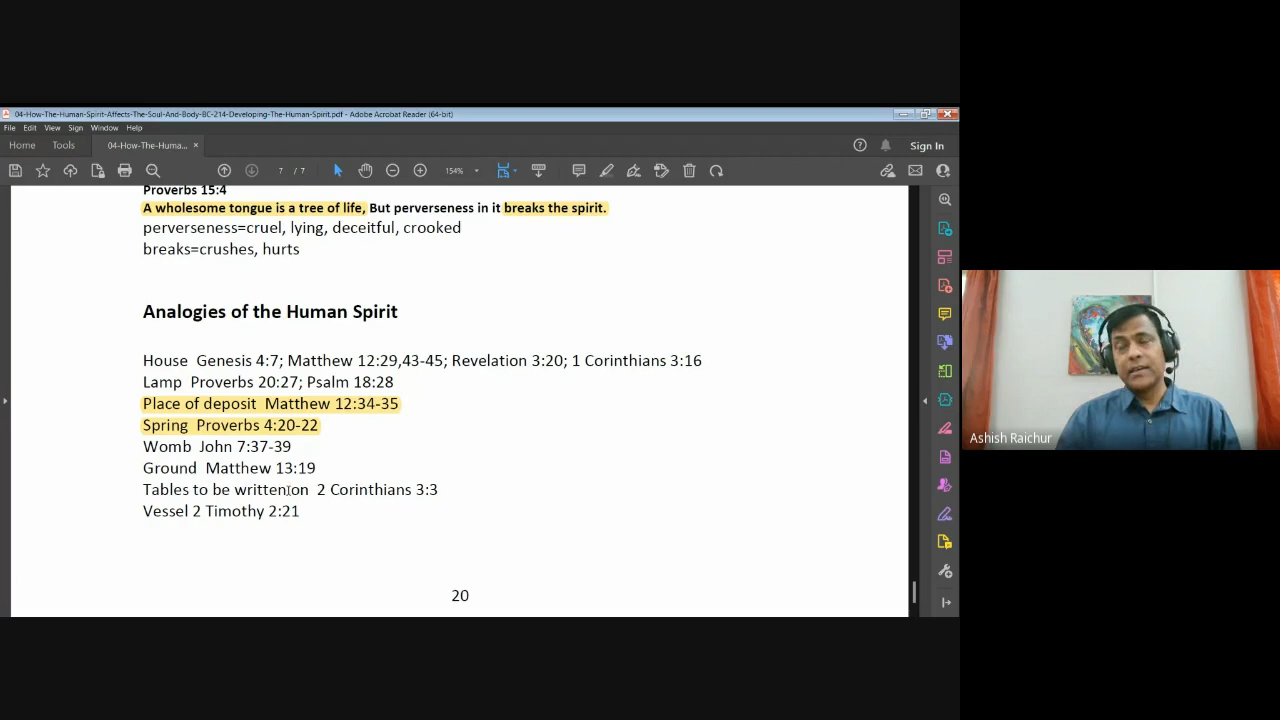 04-How-The-Human-Spirit-Affects-The-Soul-And-Body-BC-214-Developing-The-Human-Spirit.pdf - Adobe Acrobat Reader (64-bit)
File Edit View Sign Window Help
Home Tools 04-How-The-Huma... × Sign In
7 / 7 154%
Proverbs 15:4
A wholesome tongue is a tree of life, But perverseness in it breaks the spirit.
perverseness=cruel, lying, deceitful, crooked
breaks=crushes, hurts
Analogies of the Human Spirit
House Genesis 4:7; Matthew 12:29,43-45; Revelation 3:20; 1 Corinthians 3:16
Lamp Proverbs 20:27; Psalm 18:28
Place of deposit Matthew 12:34-35
Spring Proverbs 4:20-22
Womb John 7:37-39
Ground Matthew 13:19
Tables to be written on 2 Corinthians 3:3
Vessel 2 Timothy 2:21
20
Ashish Raichur